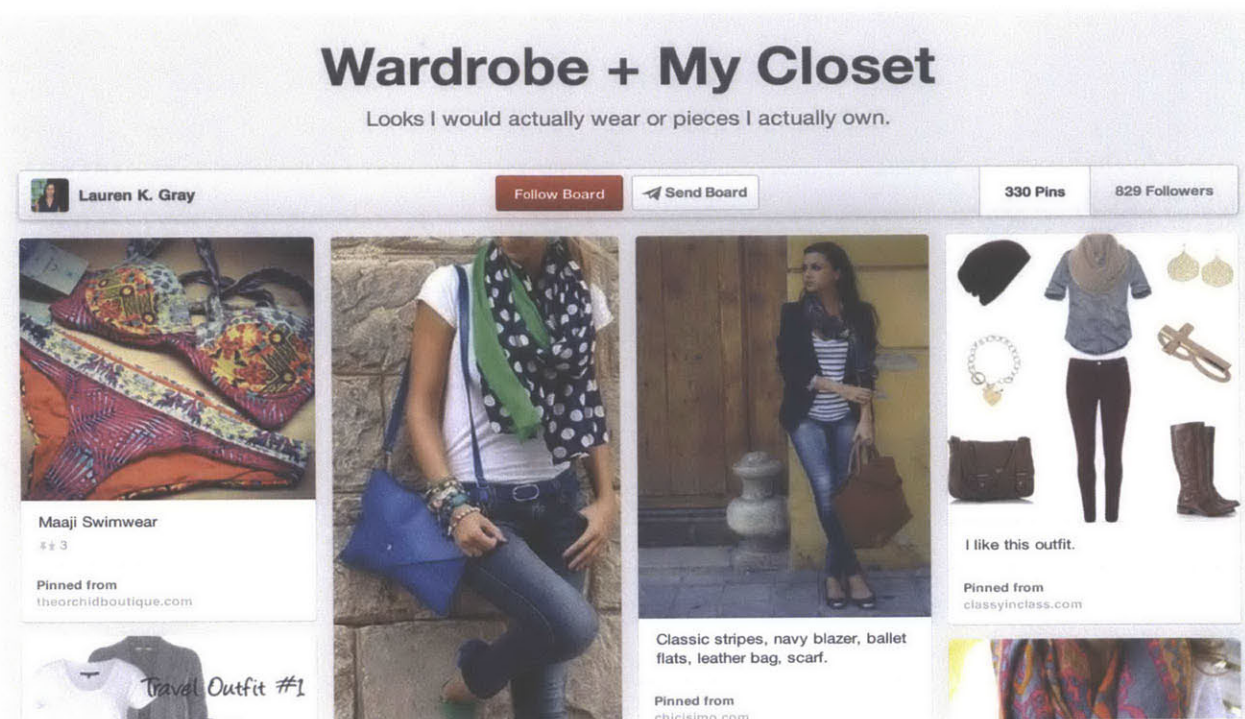 Wardrobe + My Closet
Looks I would actually wear or pieces I actually own.
Lauren K. Gray
Follow Board
Send Board
330 Pins
829 Followers
Maaji Swimwear
3
Pinned from
theorchidboutique.com
Travel Outfit #1
Classic stripes, navy blazer, ballet
flats, leather bag, scarf.
Pinned from
chicisimo.com
I like this outfit.
Pinned from
classyinclass.com